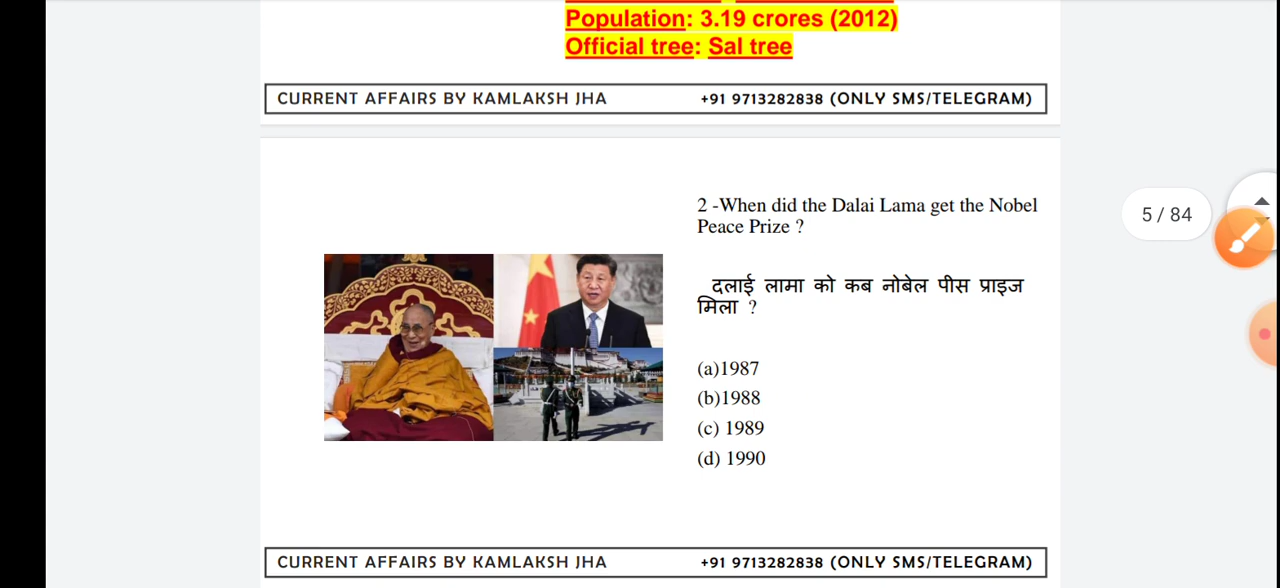 Population: 3.19 crores (2012)
Official tree: Sal tree
CURRENT AFFAIRS BY KAMLAKSH JHA +91 9713282838 (ONLY SMS/TELEGRAM)
2 -When did the Dalai Lama get the Nobel
Peace Prize ?
दलाई लामा को कब नोबेल पीस प्राइज
मिला ?
(a)1987
(b)1988
(c) 1989
(d) 1990
5 / 84
CURRENT AFFAIRS BY KAMLAKSH JHA +91 9713282838 (ONLY SMS/TELEGRAM)